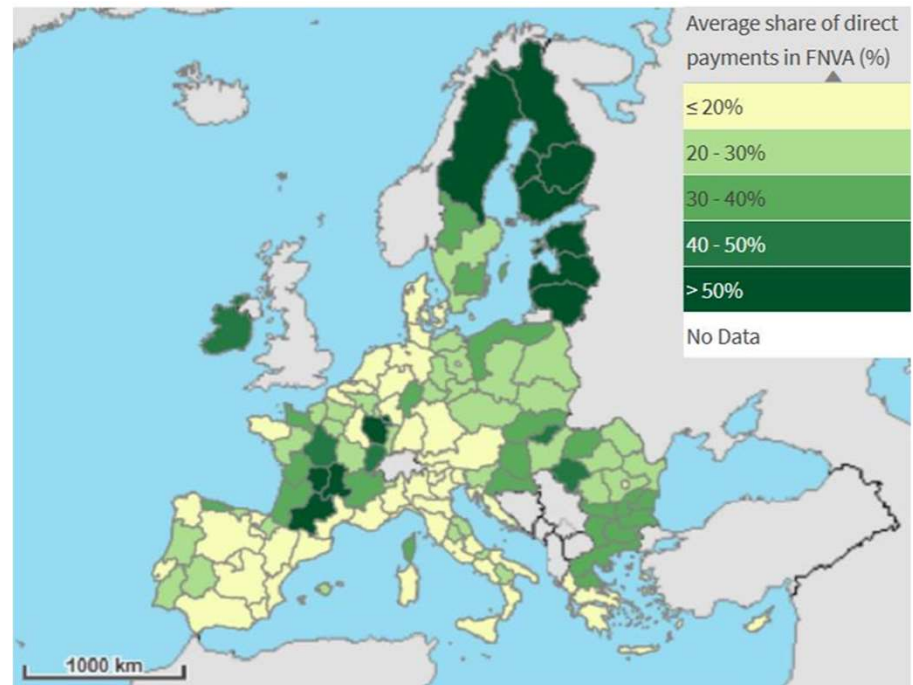 Average share of direct
payments in FNVA (%)
≤ 20%
20 - 30%
30 - 40%
40 - 50%
> 50%
No Data
1000 km